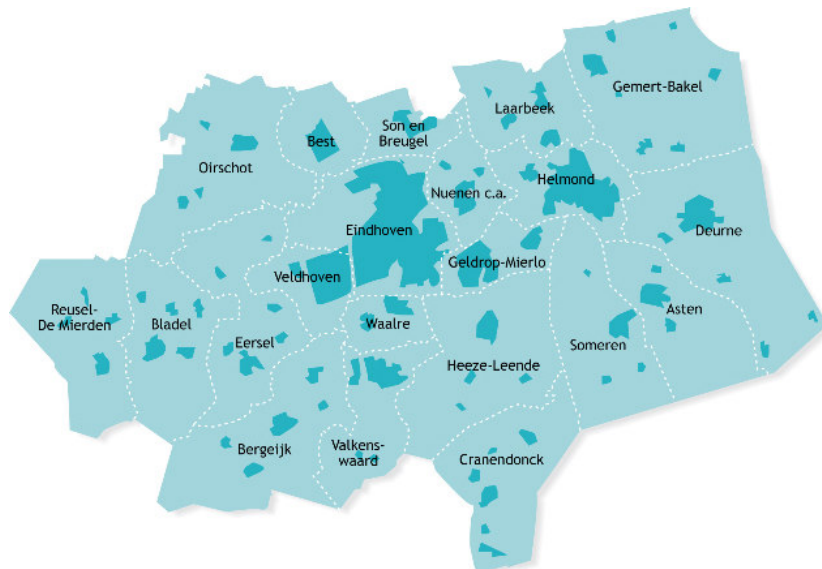 Gemert-Bakel
Laarbeek
Son en
Breugel
Best
Oirschot
Helmond
Nuenen c.a.
Eindhoven
Deurne
Geldrop-Mierlo
Veldhoven
Reusel-
De Mierden
Bladel
Asten
Waalre
Eersel
Someren
Heeze-Leende
Bergeijk
Valkens-
waard
Cranendonck